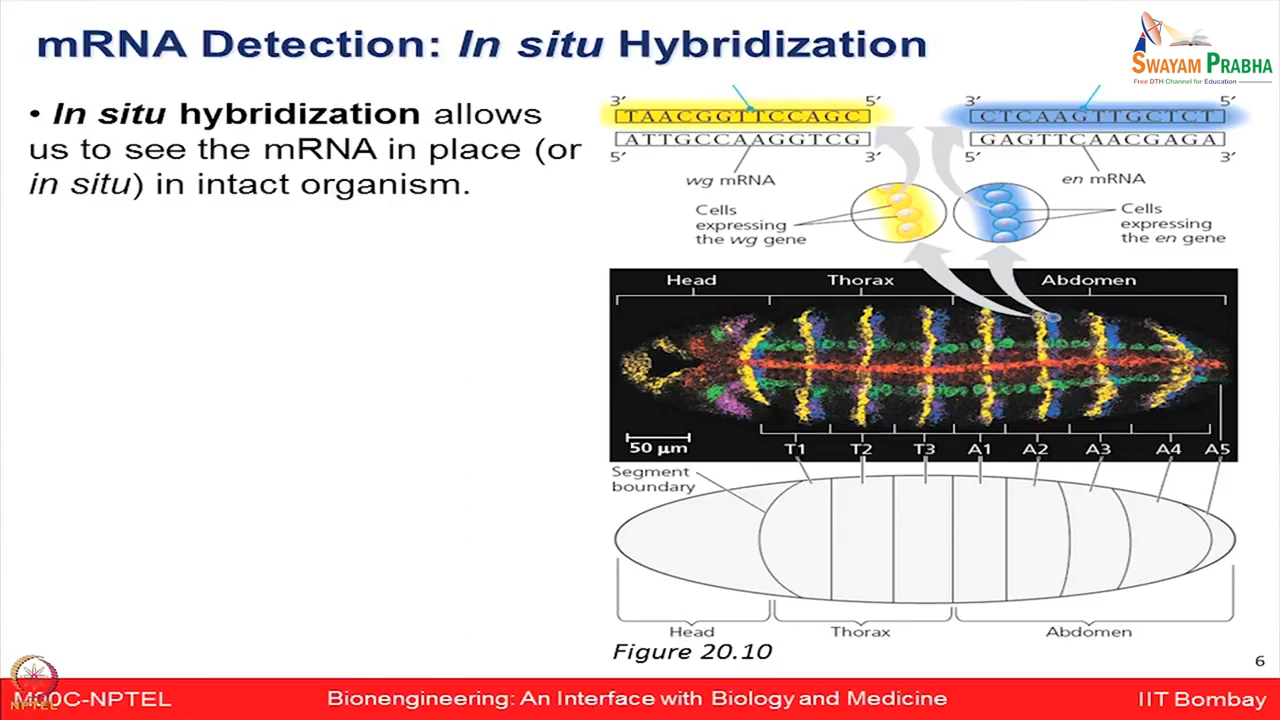 mRNA Detection: In situ Hybridization
SWAYAM PRABHA
Free DTH Channel for Education
• In situ hybridization allows
us to see the mRNA in place (or
in situ) in intact organism.
3′ 5′
TAACGGTTCCAGC
ATTGCCAAGGTCG
5′ 3′
wg mRNA
3′ 5′
CTCAAGTTGCTCT
GAGTTCAACGAGA
5′ 3′
en mRNA
Cells
expressing
the wg gene
Cells
expressing
the en gene
Head Thorax Abdomen
50 µm
T1 T2 T3 A1 A2 A3 A4 A5
Segment
boundary
Head Thorax Abdomen
Figure 20.10
6
NPTEL
MOOC-NPTEL Bionengineering: An Interface with Biology and Medicine IIT Bombay